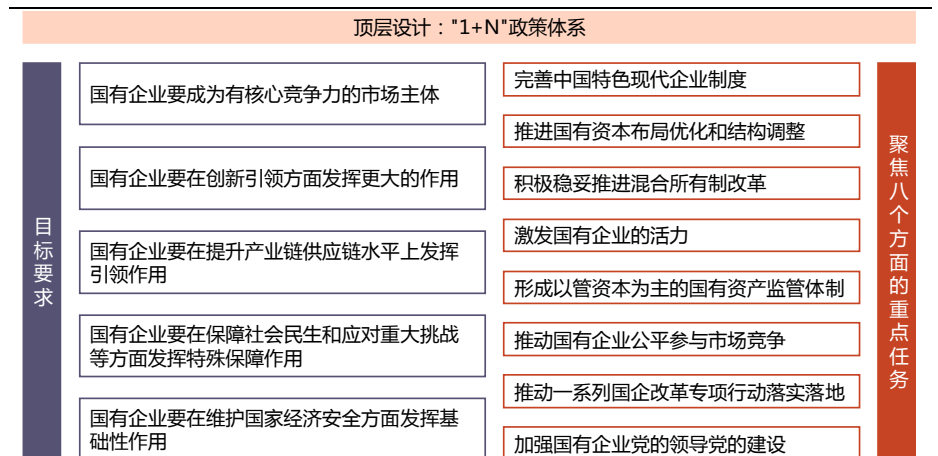 顶层设计："1+N"政策体系
目标要求
国有企业要成为有核心竞争力的市场主体
国有企业要在创新引领方面发挥更大的作用
国有企业要在提升产业链供应链水平上发挥
引领作用
国有企业要在保障社会民生和应对重大挑战
等方面发挥特殊保障作用
国有企业要在维护国家经济安全方面发挥基
础性作用
完善中国特色现代企业制度
推进国有资本布局优化和结构调整
积极稳妥推进混合所有制改革
激发国有企业的活力
形成以管资本为主的国有资产监管体制
推动国有企业公平参与市场竞争
推动一系列国企改革专项行动落实落地
加强国有企业党的领导党的建设
聚焦八个方面的重点任务